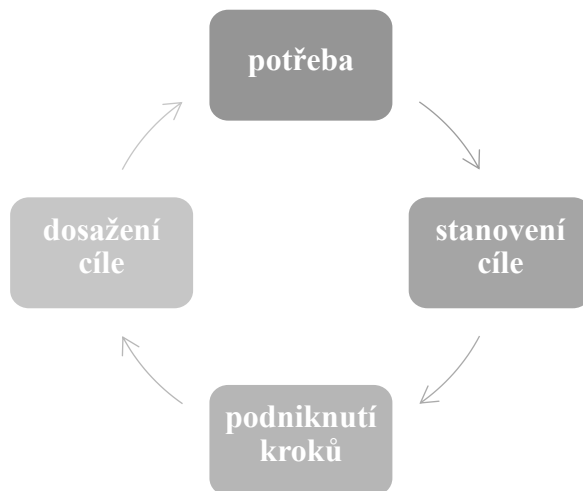 potřeba
stanovení
cíle
podniknutí
kroků
dosažení
cíle